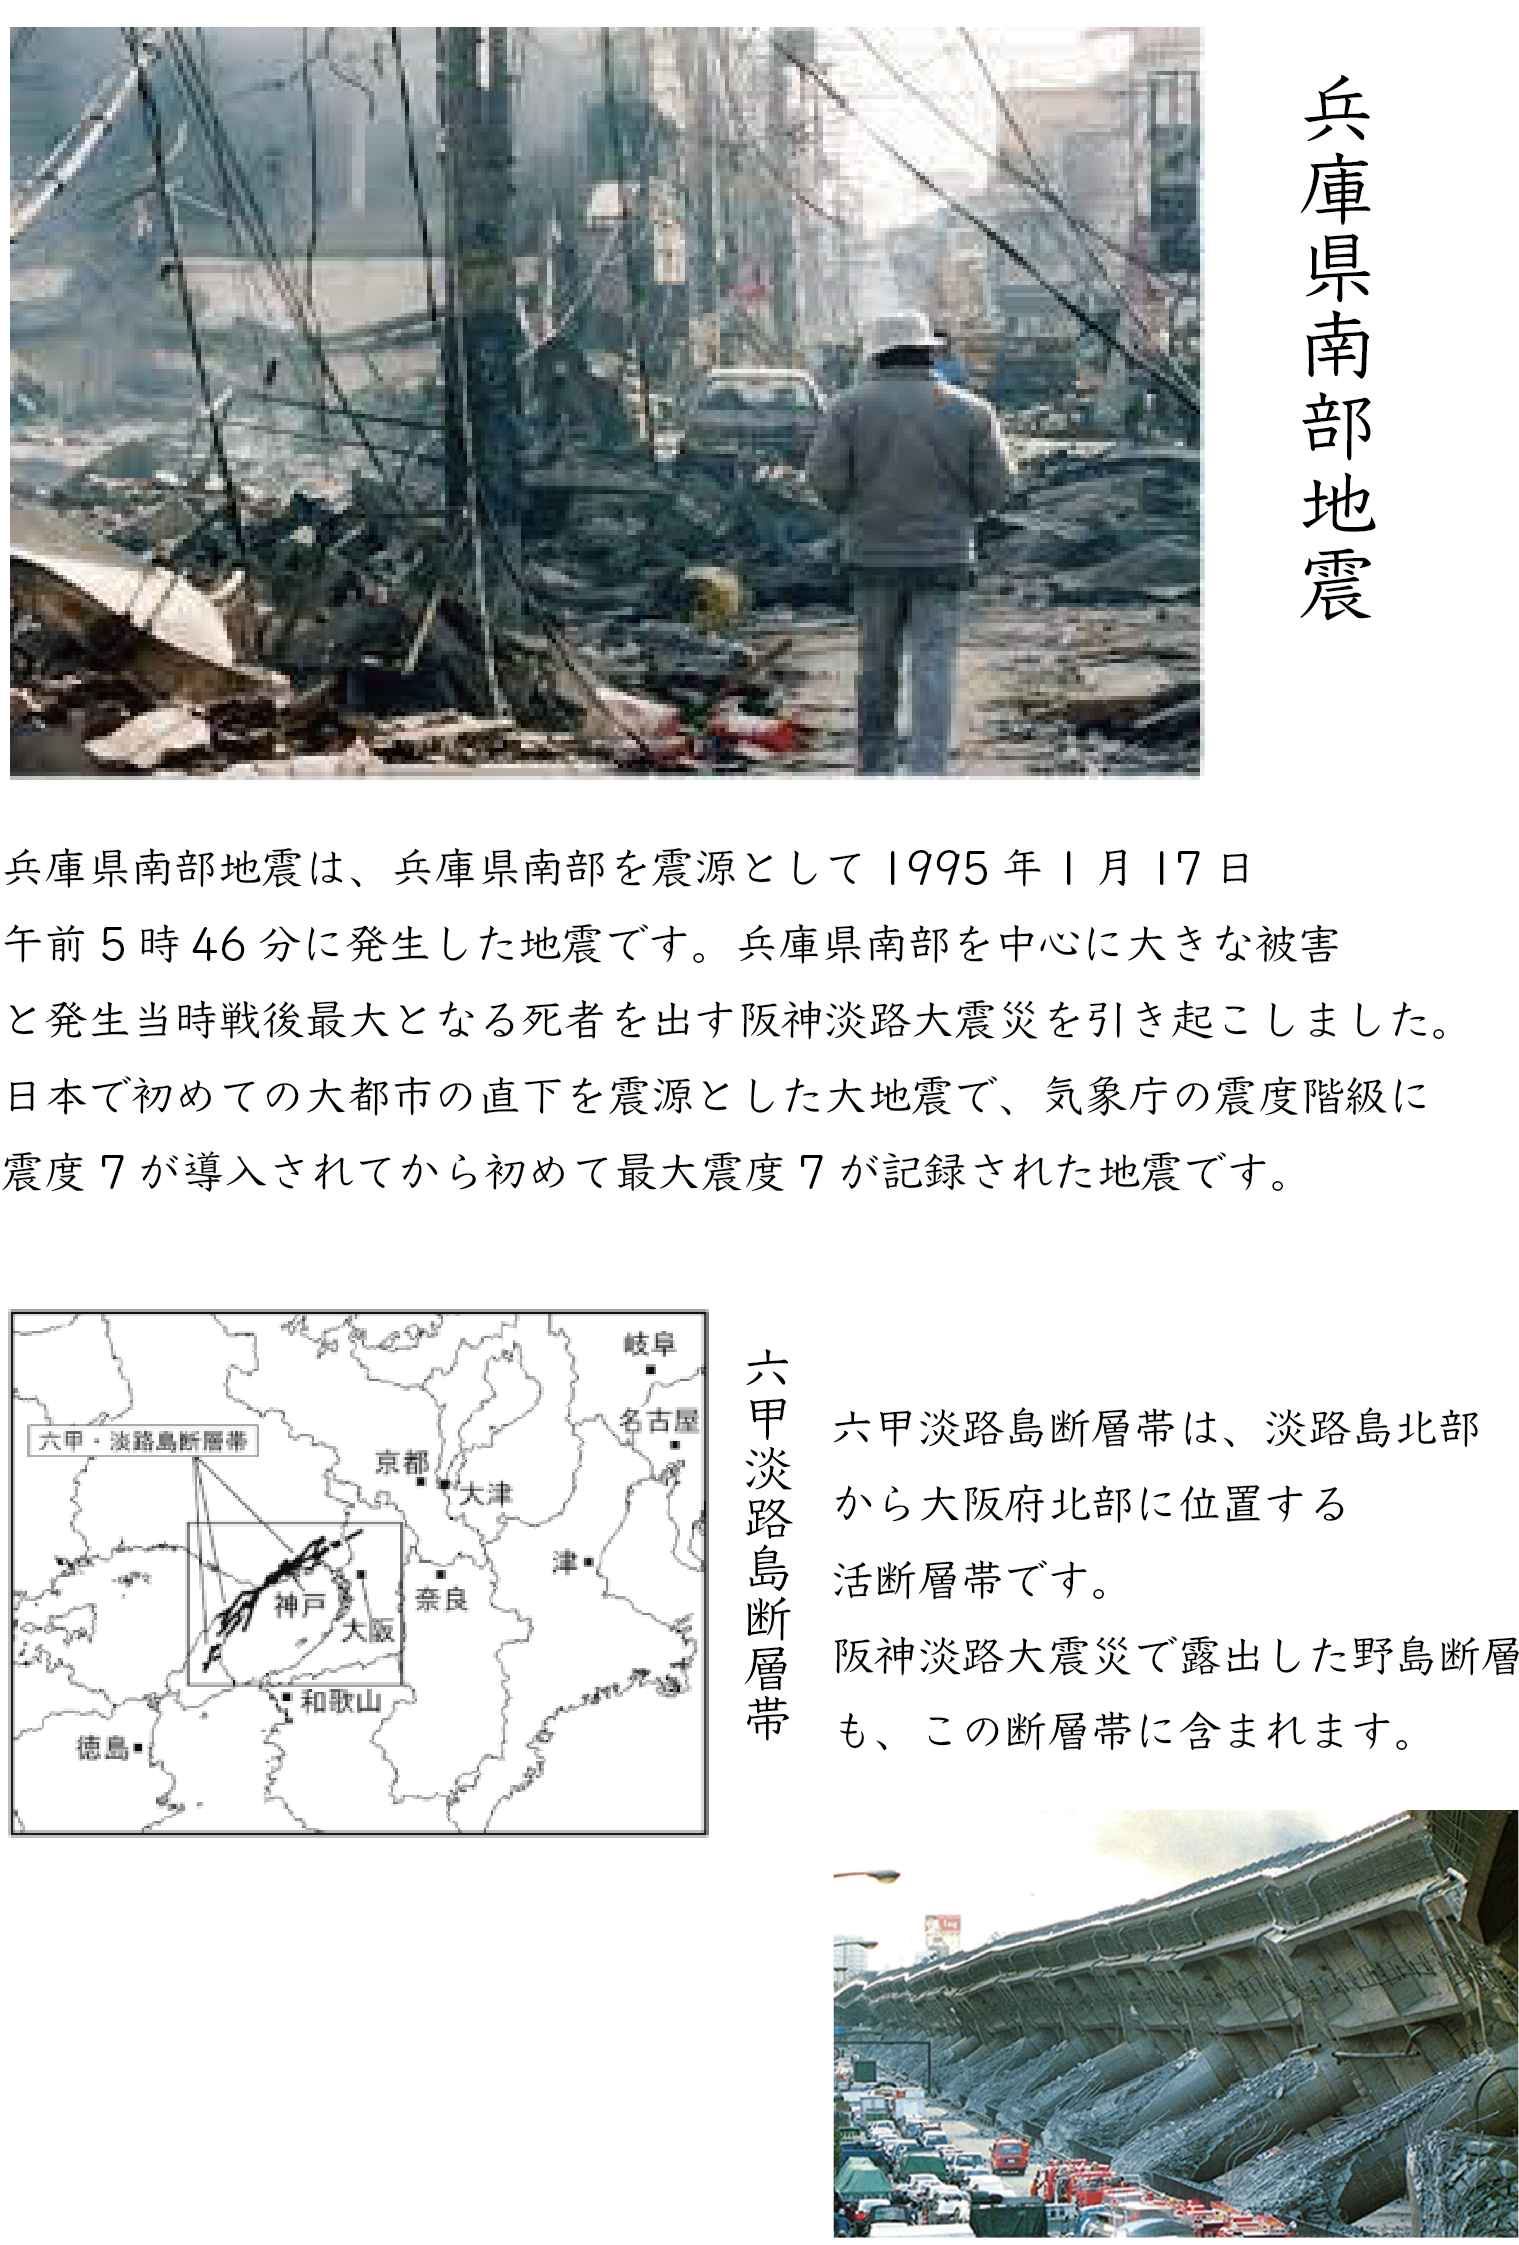 兵庫県南部地震
兵庫県南部地震は、兵庫県南部を震源として 1995 年 1 月 17 日
午前 5 時 46 分に発生した地震です。兵庫県南部を中心に大きな被害
と発生当時戦後最大となる死者を出す阪神淡路大震災を引き起こしました。
日本で初めての大都市の直下を震源とした大地震で、気象庁の震度階級に
震度 7 が導入されてから初めて最大震度 7 が記録された地震です。
岐阜
名古屋
六甲・淡路島断層帯
京都
大津
津
神戸
奈良
大阪
和歌山
徳島
六甲淡路島断層帯
六甲淡路島断層帯は、淡路島北部
から大阪府北部に位置する
活断層帯です。
阪神淡路大震災で露出した野島断層
も、この断層帯に含まれます。